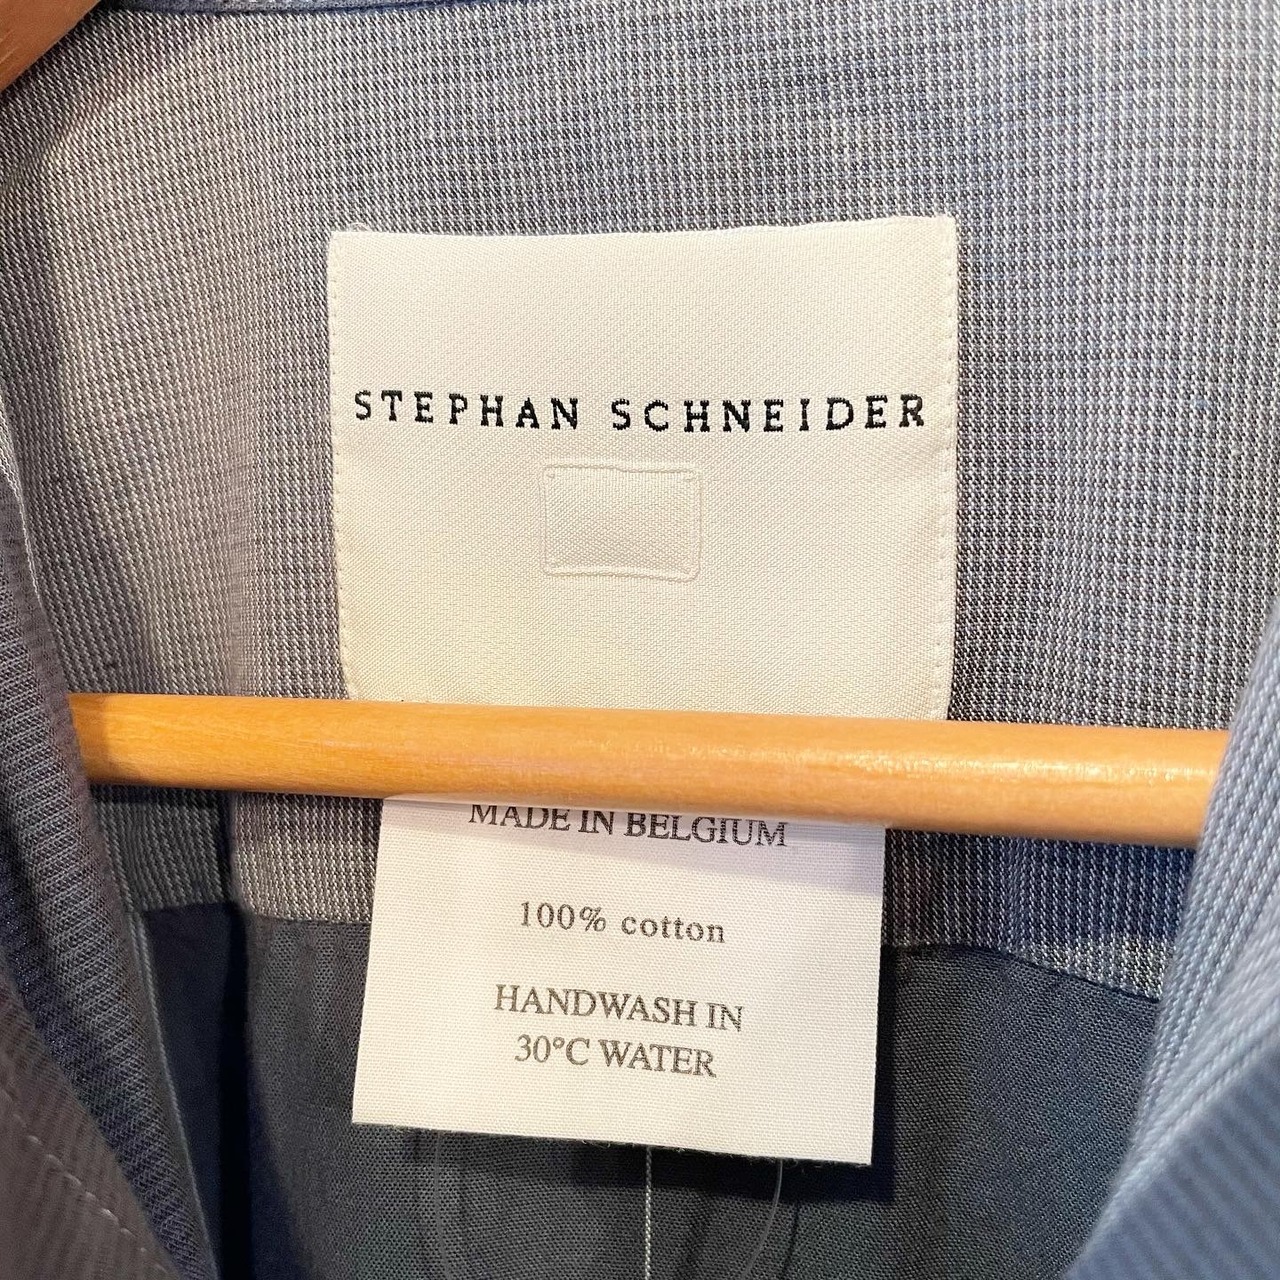 STEPHAN SCHNEIDER
MADE IN BELGIUM
100% cotton
HANDWASH IN
30°C WATER